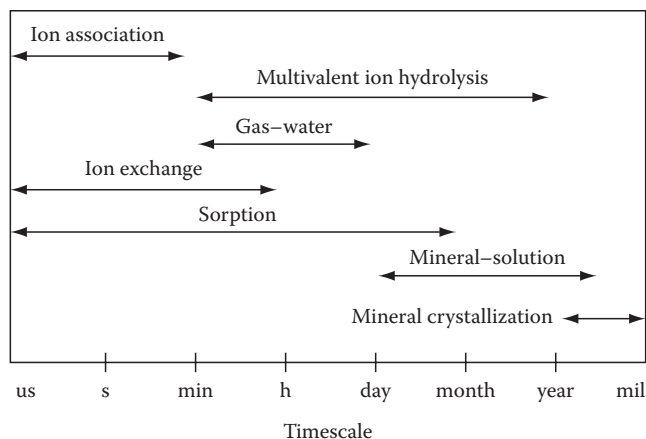 Ion association
Multivalent ion hydrolysis
Gas–water
Ion exchange
Sorption
Mineral–solution
Mineral crystallization
us s min h day month year mil
Timescale